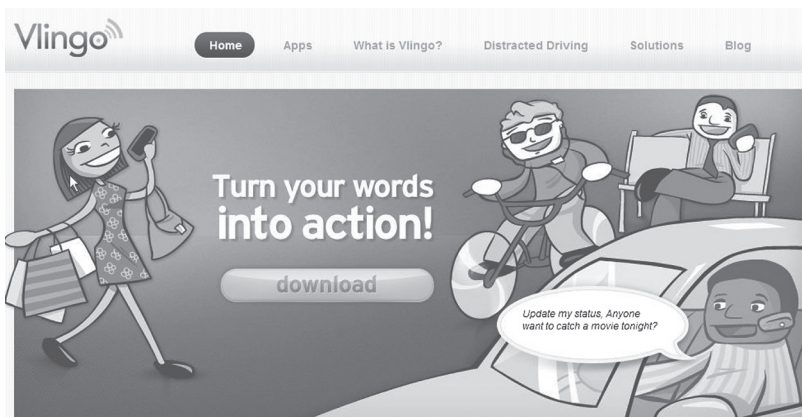 Vlingo
Home Apps What is Vlingo? Distracted Driving Solutions Blog
Turn your words
into action!
download
Update my status, Anyone
want to catch a movie tonight?